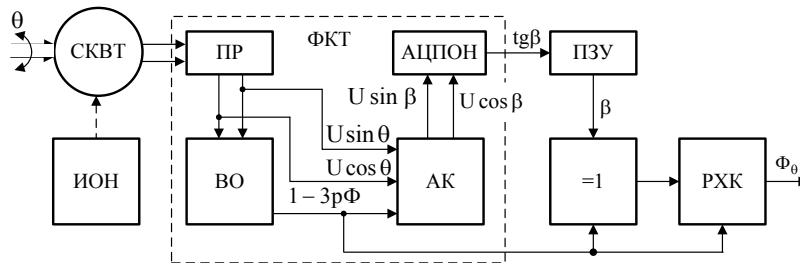 θ
СКВТ
ПР
ФКТ
АЦПОН
tgβ
ПЗУ
U sin β
U cos β
β
U sin θ
U cos θ
ИОН
ВО
АК
=1
РХК
Φθ
1 – 3рФ